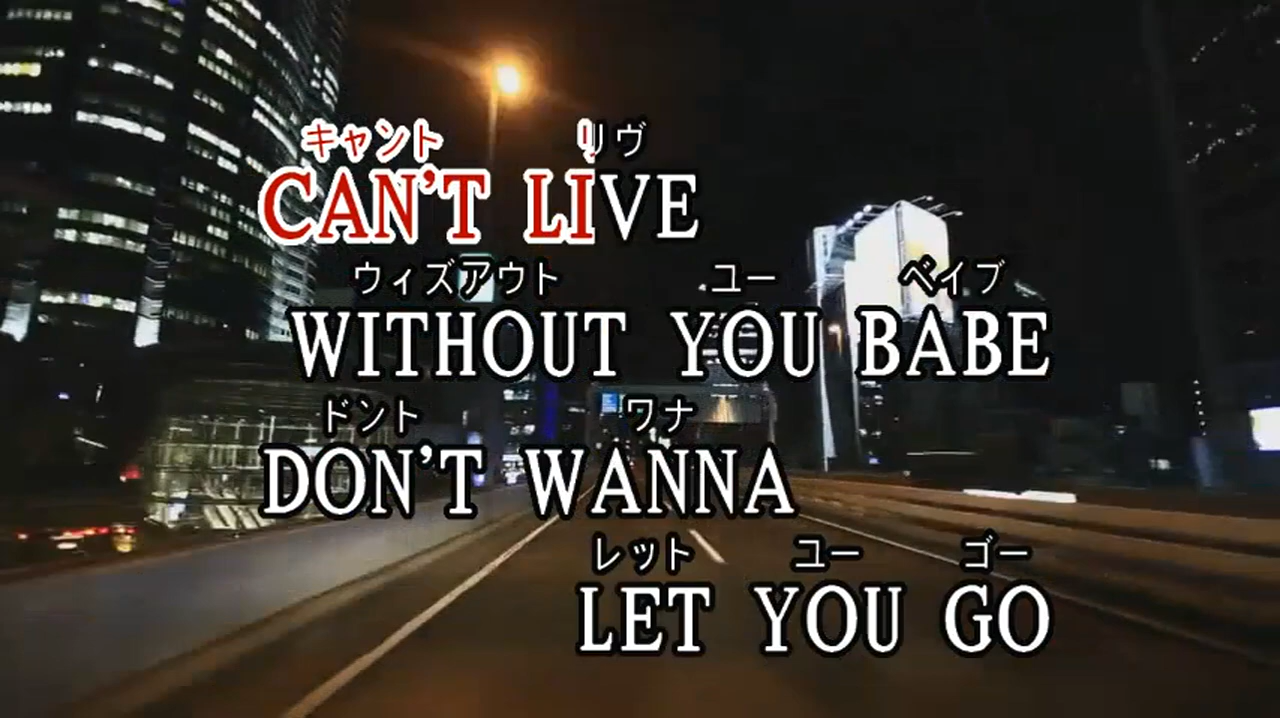 キャント リヴ
CAN'T LIVE
ウィズアウト ユー ベイブ
WITHOUT YOU BABE
ドント ワナ
DON'T WANNA
レット ユー ゴー
LET YOU GO